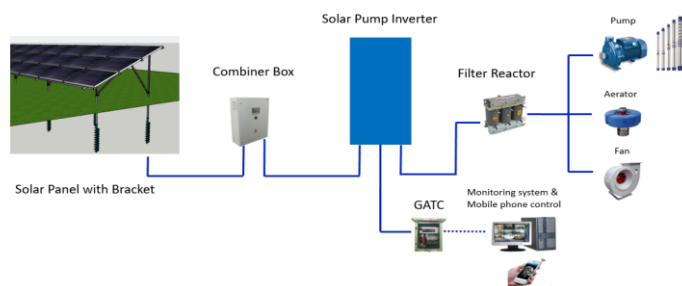 Solar Pump Inverter
Pump
Combiner Box
Filter Reactor
Aerator
Fan
Solar Panel with Bracket
GATC
Monitoring system &
Mobile phone control